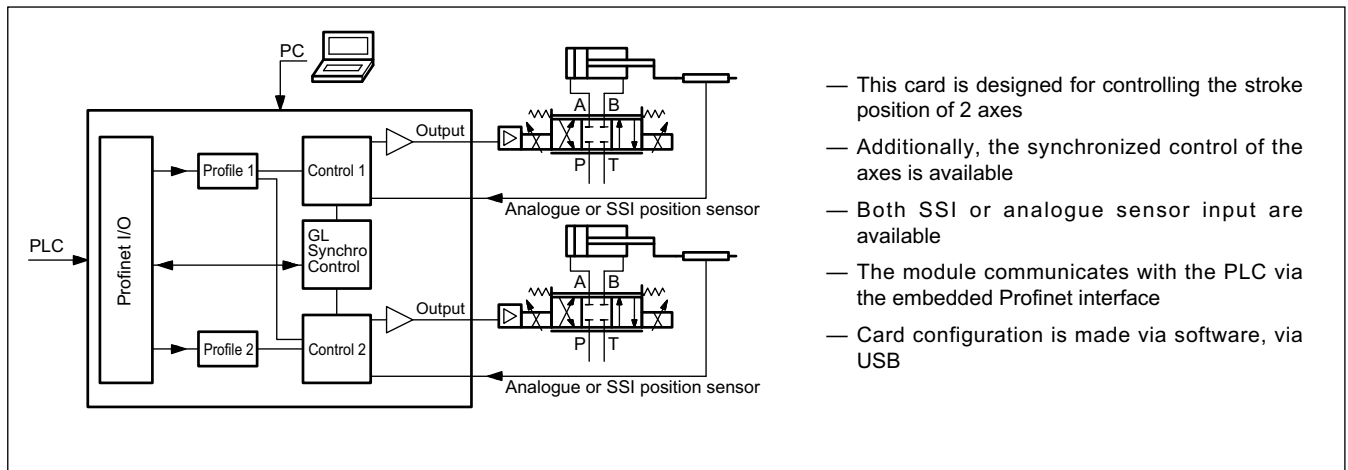 PC
PLC
Profinet I/O
Profile 1
Control 1
Output
A B
P T
Analogue or SSI position sensor
GL
Synchro
Control
Profile 2
Control 2
Output
A B
P T
Analogue or SSI position sensor
— This card is designed for controlling the stroke
position of 2 axes
— Additionally, the synchronized control of the
axes is available
— Both SSI or analogue sensor input are
available
— The module communicates with the PLC via
the embedded Profinet interface
— Card configuration is made via software, via
USB